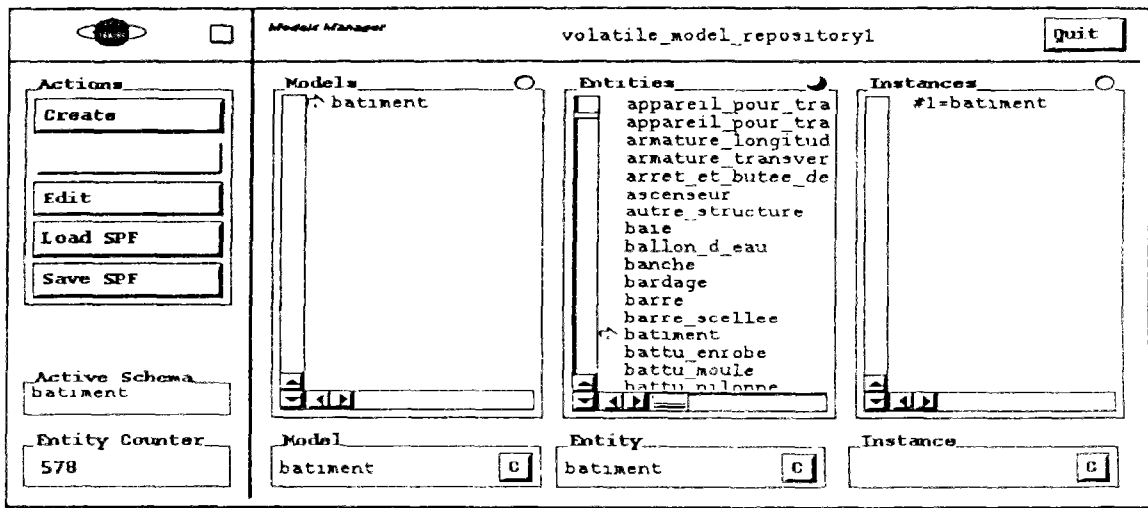 Models Manager
volatile_model_repository1
Quit
Actions
Create
Edit
Load SPF
Save SPF
Active Schema
batiment
Entity Counter
578
Models
batiment
Entities
appareil_pour_tra
appareil_pour_tra
armature_longitud
armature_transver
arret_et_butee_de
ascenseur
autre_structure
baie
ballon_d_eau
banche
bardage
barre
barre_scellee
batiment
battu_enrobe
battu_moule
battu_pilonne
Instances
#1=batiment
Model
batiment
C
Entity
batiment
C
Instance
C